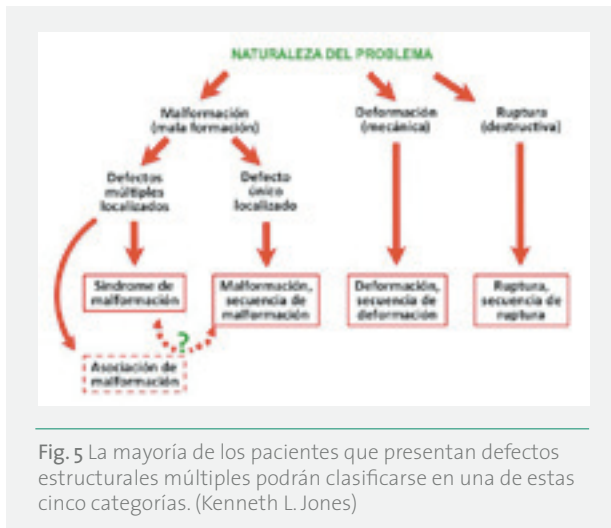 NATURALEZA DEL PROBLEMA
Malformación
(mala formación)
Deformación
(mecánica)
Ruptura
(destructiva)
Defectos
múltiples
localizados
Defecto
único
localizado
Síndrome de
malformación
Malformación,
secuencia de
malformación
Deformación,
secuencia de
deformación
Ruptura,
secuencia de
ruptura
?
Asociación de
malformación
Fig. 5 La mayoría de los pacientes que presentan defectos
estructurales múltiples podrán clasificarse en una de estas
cinco categorías. (Kenneth L. Jones)